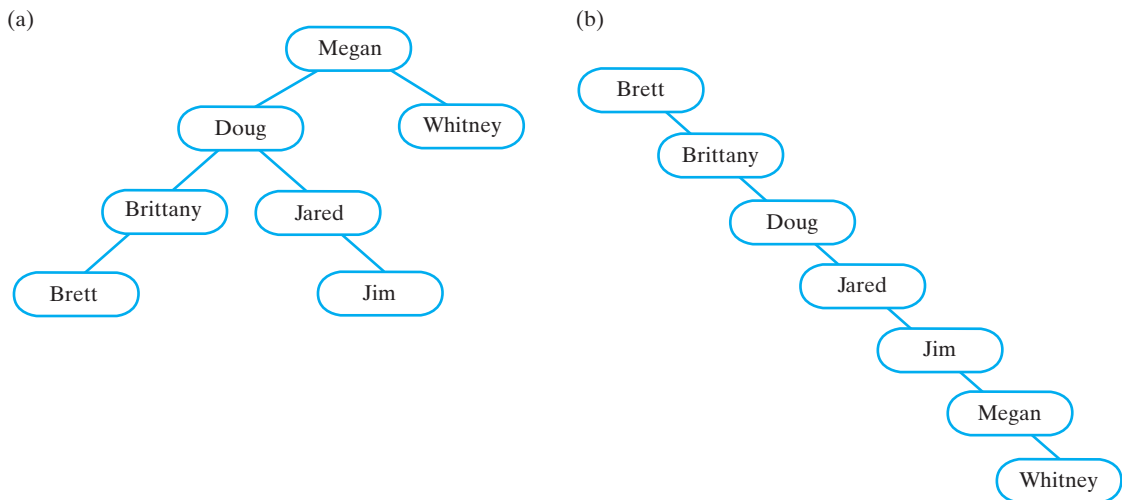 (a)
Megan
Doug
Whitney
Brittany
Jared
Brett
Jim
(b)
Brett
Brittany
Doug
Jared
Jim
Megan
Whitney